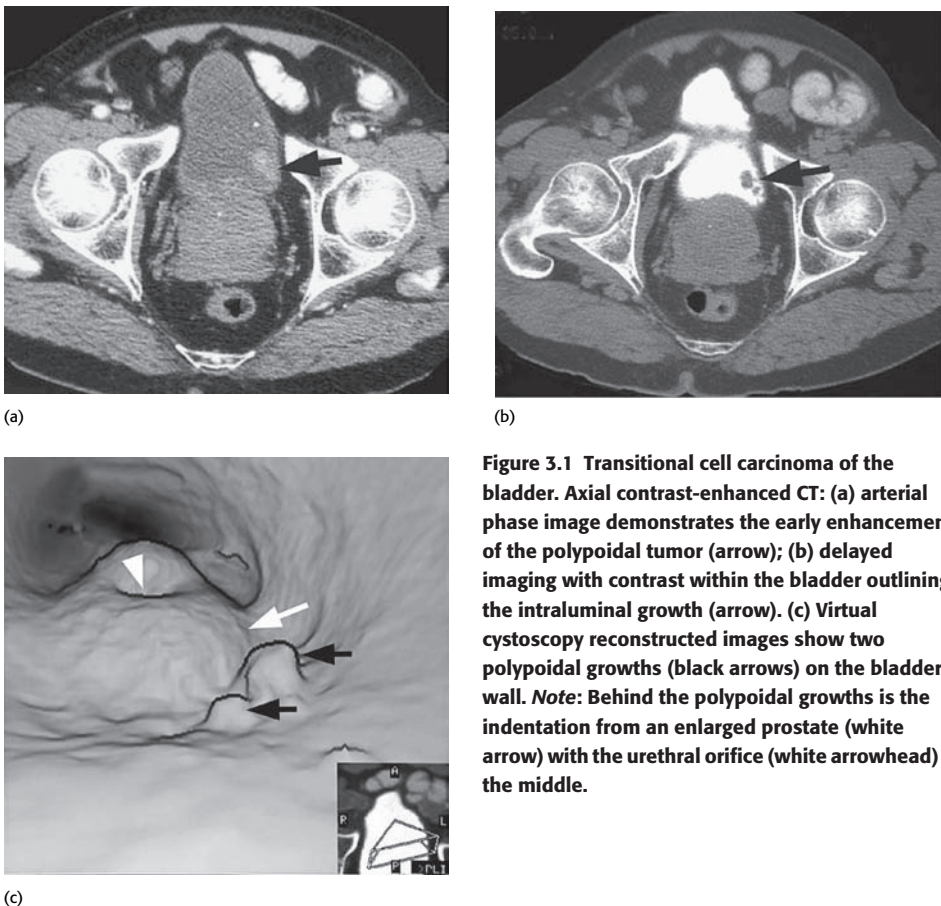 (a)
(b)
Figure 3.1 Transitional cell carcinoma of the
bladder. Axial contrast-enhanced CT: (a) arterial
phase image demonstrates the early enhancemen
of the polypoidal tumor (arrow); (b) delayed
imaging with contrast within the bladder outlining
the intraluminal growth (arrow). (c) Virtual
cystoscopy reconstructed images show two
polypoidal growths (black arrows) on the bladder
wall. Note: Behind the polypoidal growths is the
indentation from an enlarged prostate (white
arrow) with the urethral orifice (white arrowhead)
the middle.
A
R
L
P
(c)